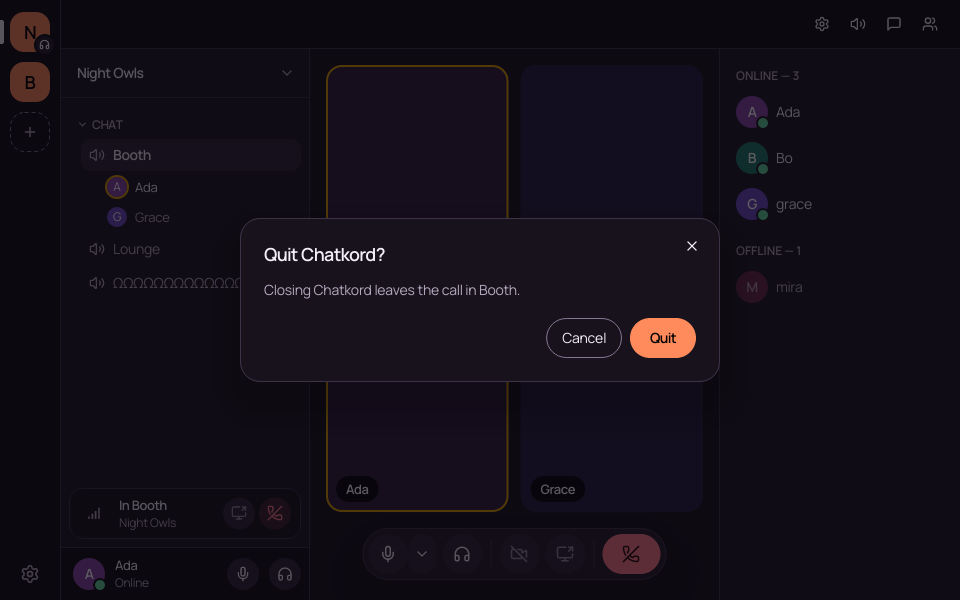 N
B
Night Owls
CHAT
Booth
A Ada
G Grace
Lounge
In Booth
Night Owls
A Ada
Online
Ada
Grace
Quit Chatkord?
Closing Chatkord leaves the call in Booth.
Cancel
Quit
ONLINE — 3
A Ada
B Bo
G grace
OFFLINE — 1
M mira